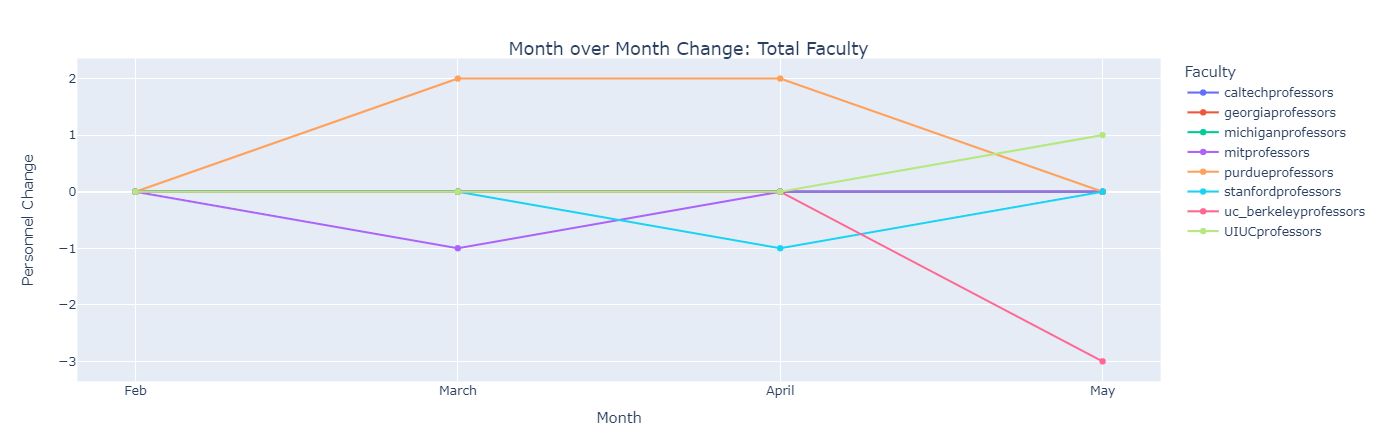 Month over Month Change: Total Faculty
Personnel Change
2
1
0
−1
−2
−3
Feb
March
April
May
Month
Faculty
caltechprofessors
georgiaprofessors
michiganprofessors
mitprofessors
purdueprofessors
stanfordprofessors
uc_berkeleyprofessors
UIUCprofessors